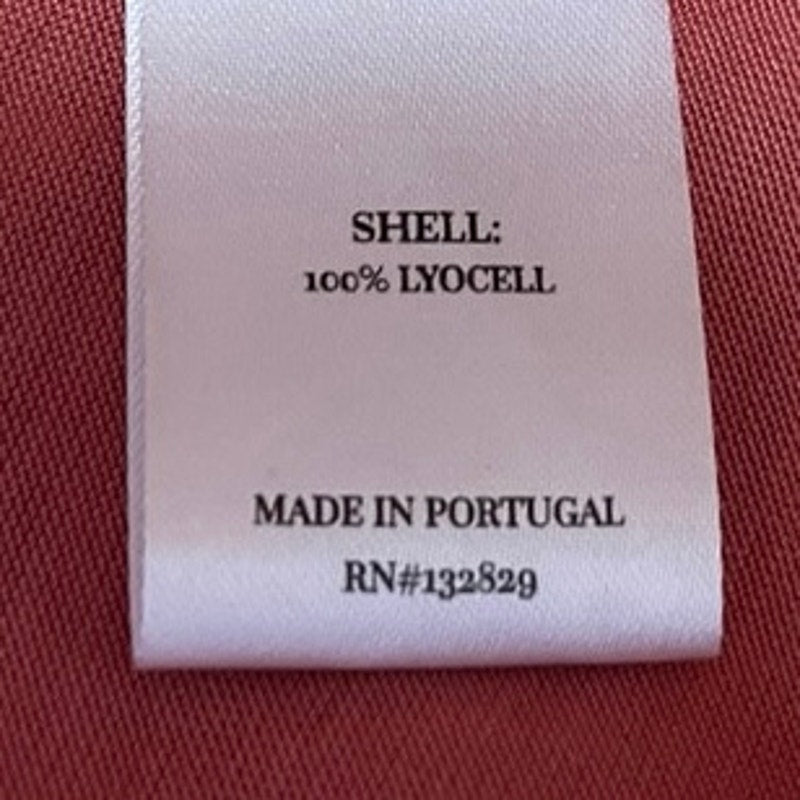 SHELL:
100% LYOCELL
MADE IN PORTUGAL
RN#132829